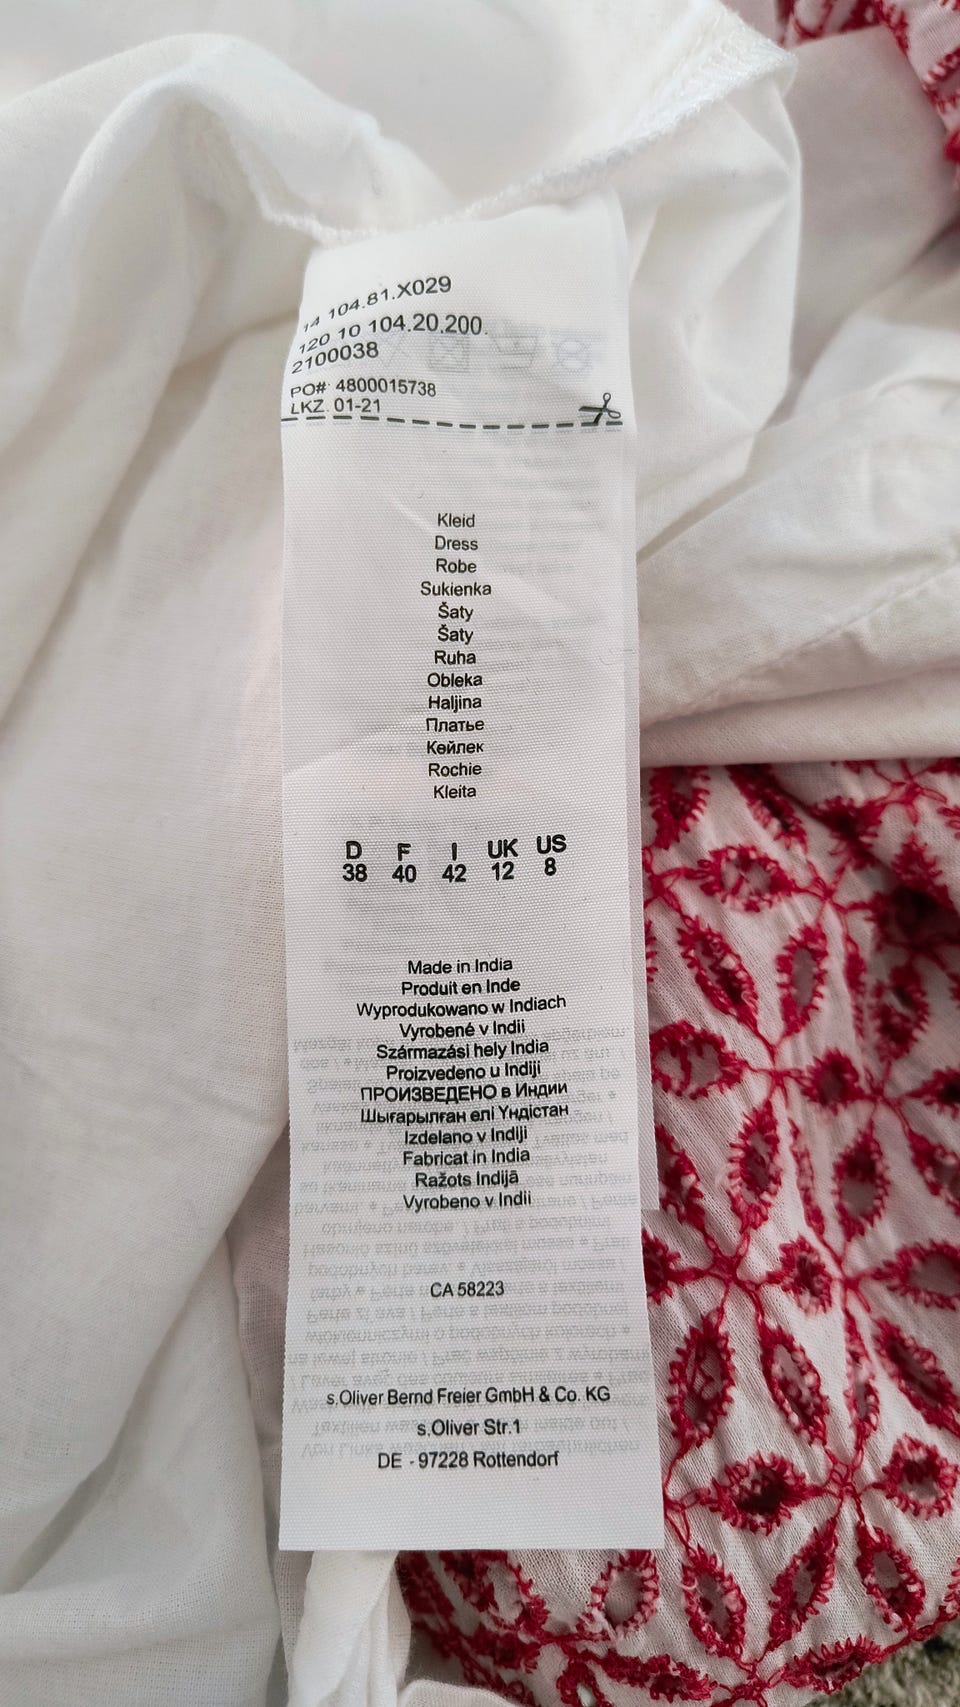 14 104.81.X029
120 10 104.20.200.
2100038
PO# 4800015738
LKZ 01-21
Kleid
Dress
Robe
Sukienka
Šaty
Šaty
Ruha
Obleka
Haljina
Платье
Көйлек
Rochie
Kleita
D F I UK US
38 40 42 12 8
Made in India
Produit en Inde
Wyprodukowano w Indiach
Vyrobené v Indii
Származási hely India
Proizvedeno u Indiji
ПРОИЗВЕДЕНО в Индии
Шығарылған елі Үндістан
Izdelano v Indiji
Fabricat in India
Ražots Indijā
Vyrobeno v Indii
CA 58223
s.Oliver Bernd Freier GmbH & Co. KG
s.Oliver Str.1
DE - 97228 Rottendorf